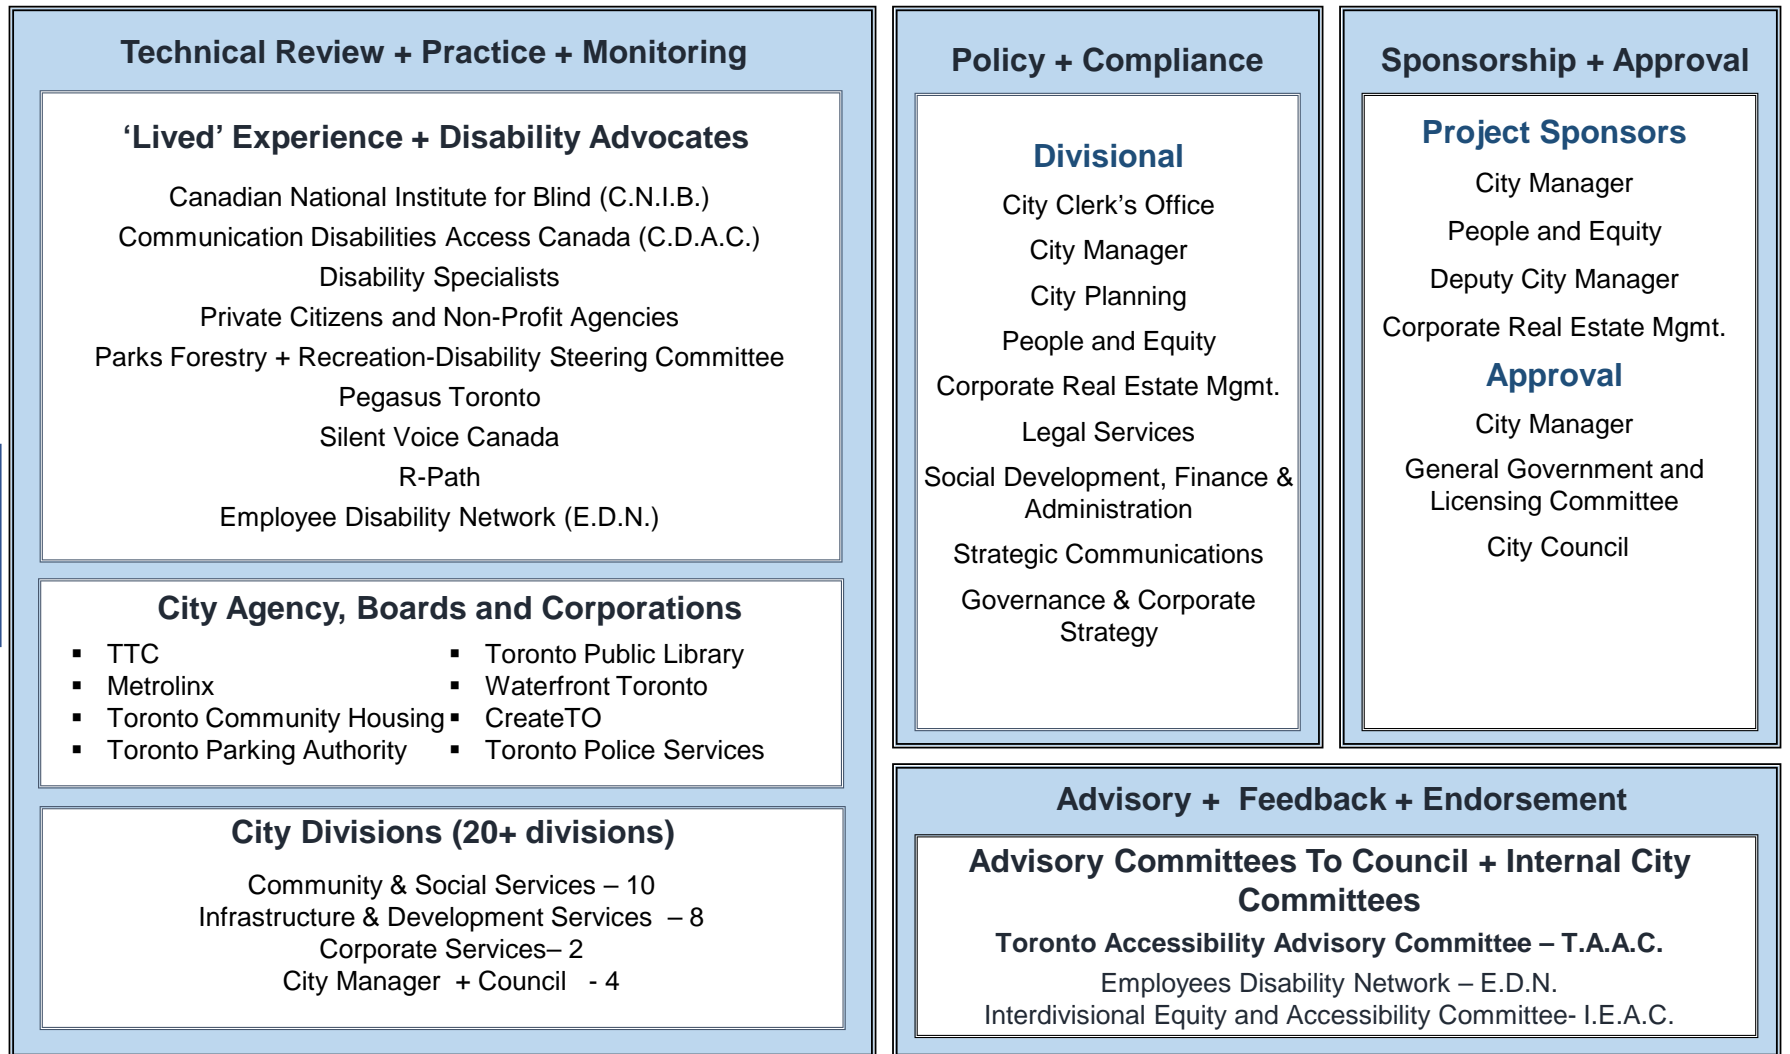 Technical Review + Practice + Monitoring
‘Lived’ Experience + Disability Advocates
Canadian National Institute for Blind (C.N.I.B.)
Communication Disabilities Access Canada (C.D.A.C.)
Disability Specialists
Private Citizens and Non-Profit Agencies
Parks Forestry + Recreation-Disability Steering Committee
Pegasus Toronto
Silent Voice Canada
R-Path
Employee Disability Network (E.D.N.)
City Agency, Boards and Corporations
▪ TTC
▪ Metrolinx
▪ Toronto Community Housing
▪ Toronto Parking Authority
▪ Toronto Public Library
▪ Waterfront Toronto
▪ CreateTO
▪ Toronto Police Services
City Divisions (20+ divisions)
Community & Social Services – 10
Infrastructure & Development Services – 8
Corporate Services– 2
City Manager + Council - 4
Policy + Compliance
Divisional
City Clerk’s Office
City Manager
City Planning
People and Equity
Corporate Real Estate Mgmt.
Legal Services
Social Development, Finance &
Administration
Strategic Communications
Governance & Corporate
Strategy
Sponsorship + Approval
Project Sponsors
City Manager
People and Equity
Deputy City Manager
Corporate Real Estate Mgmt.
Approval
City Manager
General Government and
Licensing Committee
City Council
Advisory + Feedback + Endorsement
Advisory Committees To Council + Internal City
Committees
Toronto Accessibility Advisory Committee – T.A.A.C.
Employees Disability Network – E.D.N.
Interdivisional Equity and Accessibility Committee- I.E.A.C.